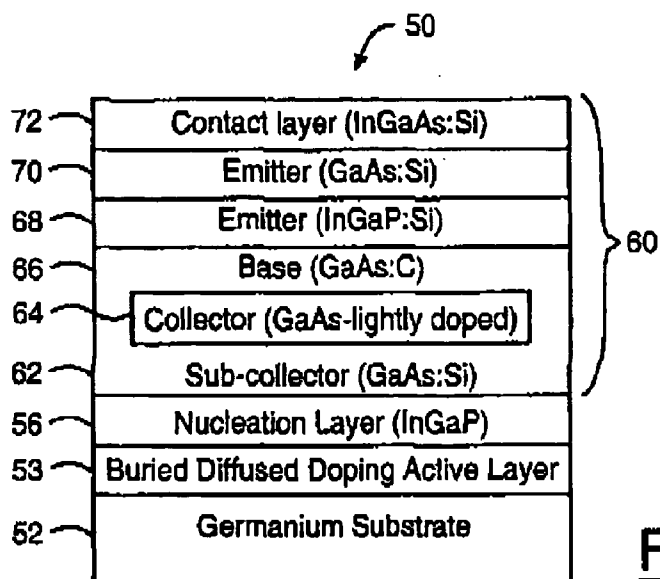 50
72 Contact layer (InGaAs:Si)
70 Emitter (GaAs:Si)
68 Emitter (InGaP:Si)
60
66 Base (GaAs:C)
64 Collector (GaAs-lightly doped)
62 Sub-collector (GaAs:Si)
56 Nucleation Layer (InGaP)
53 Buried Diffused Doping Active Layer
52 Germanium Substrate
F